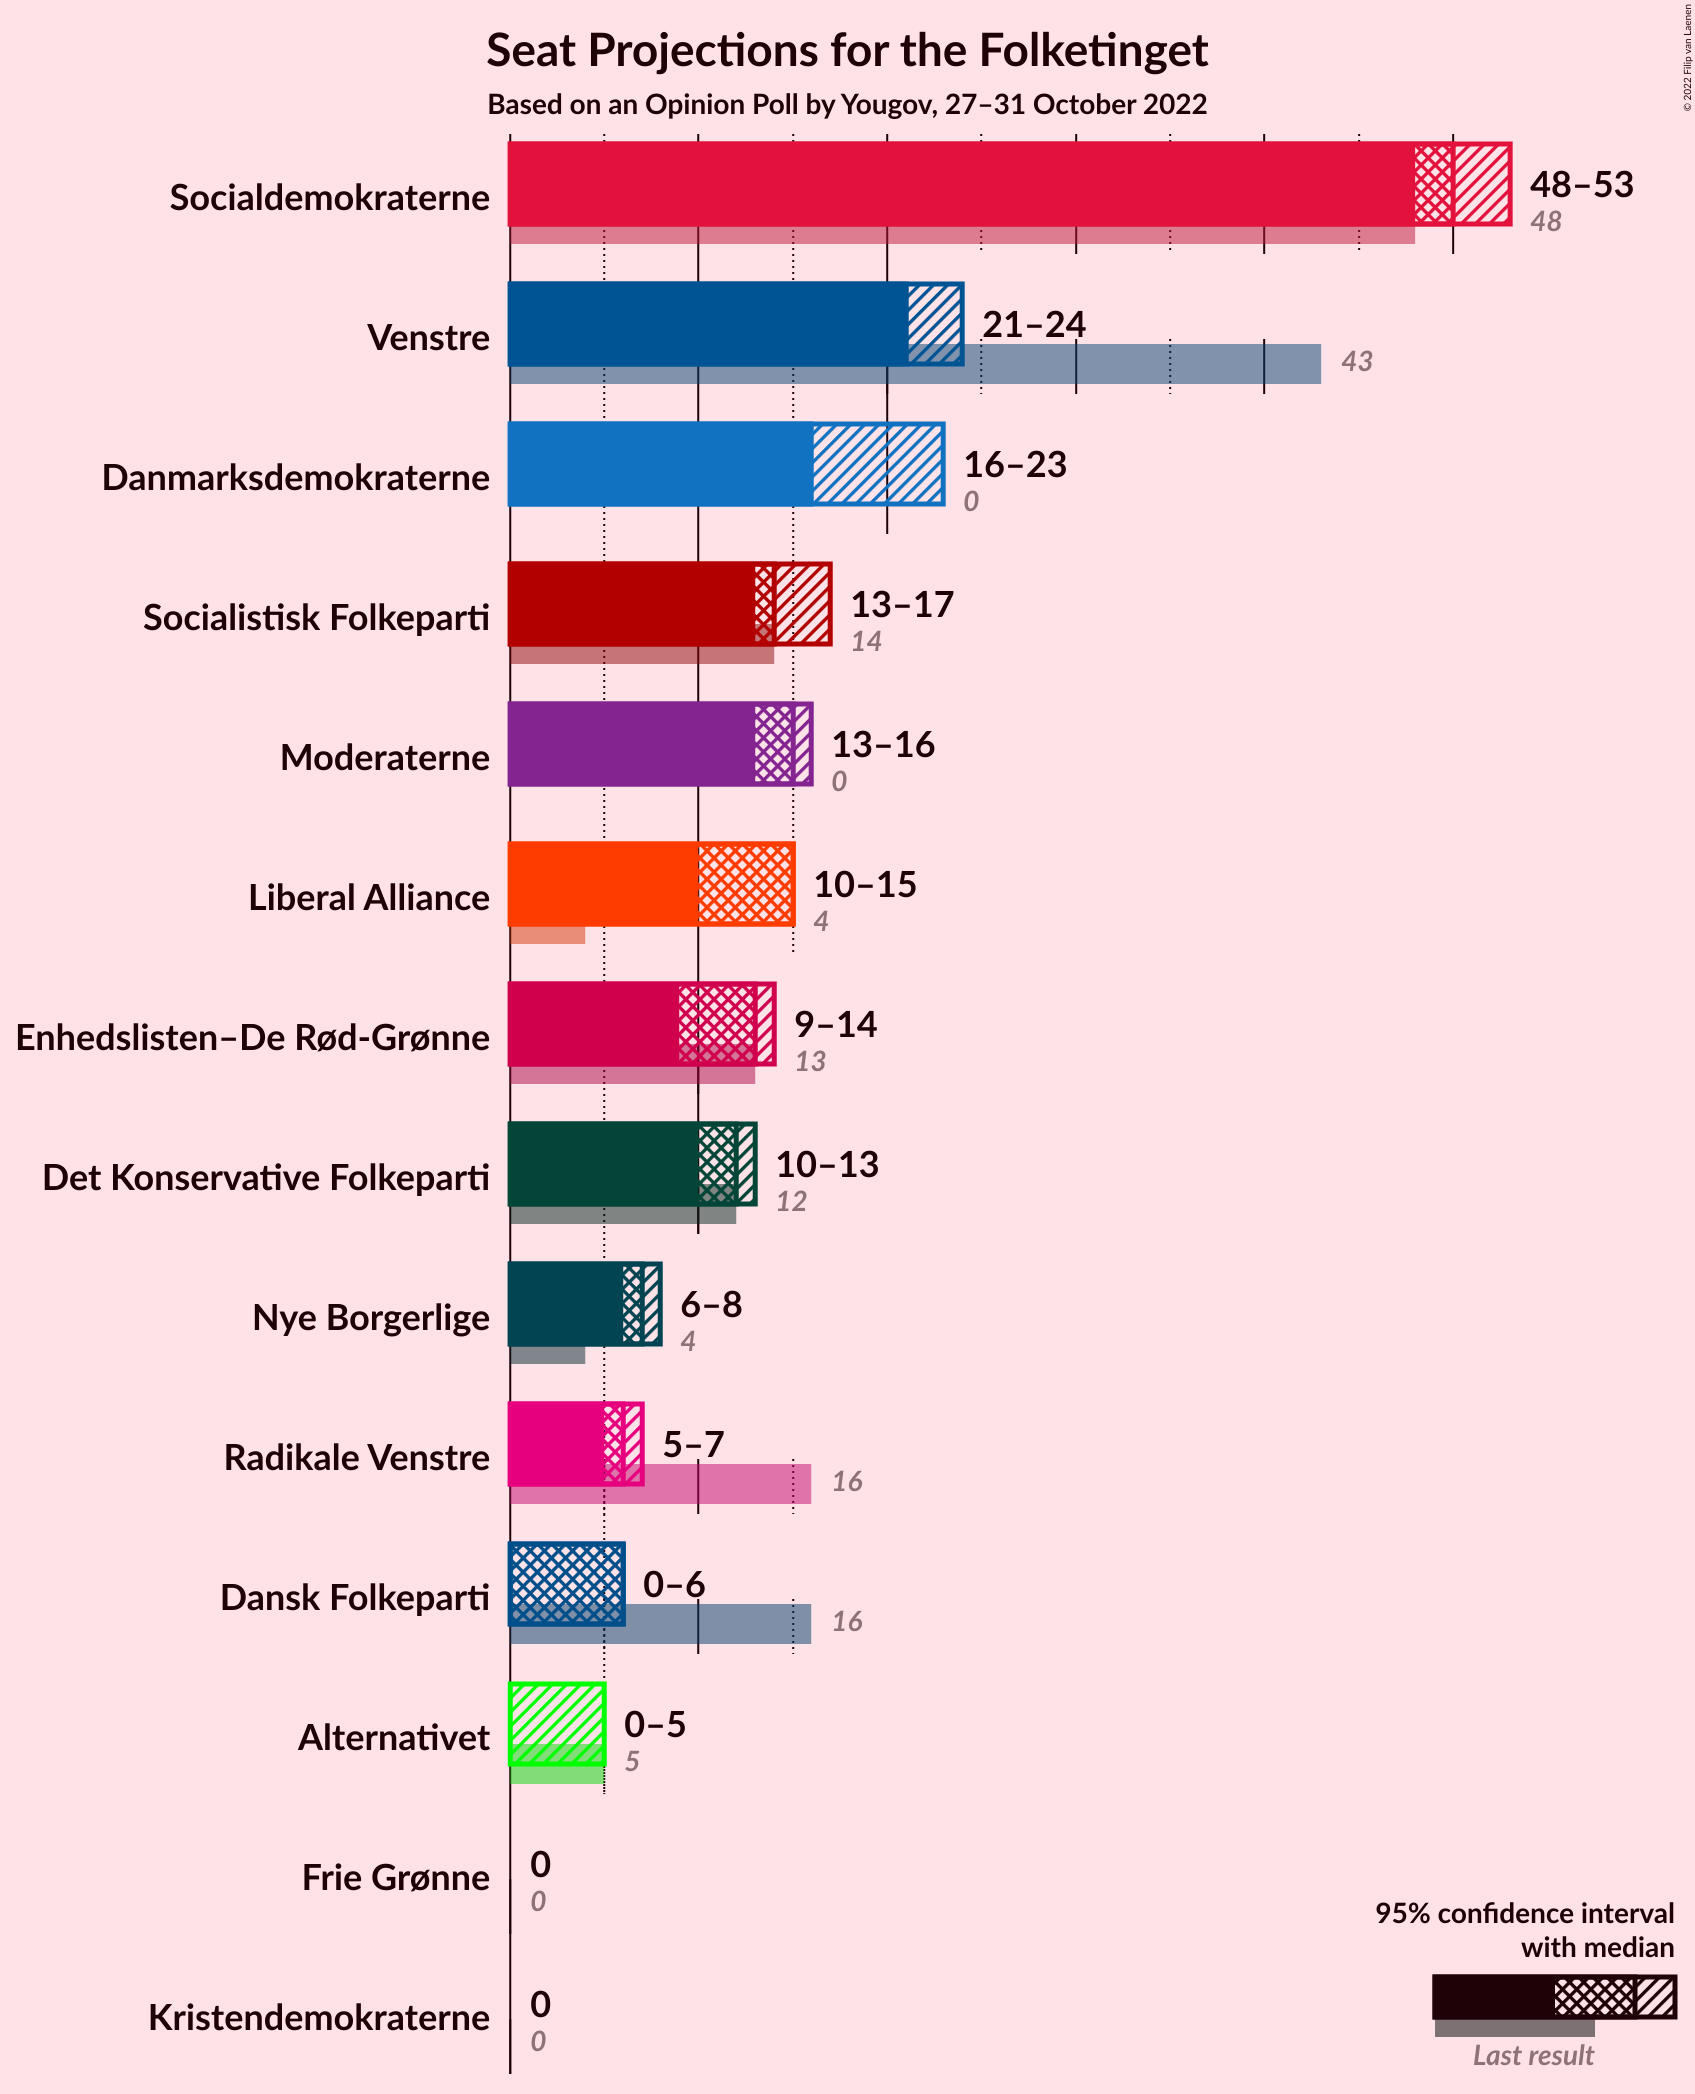 Seat Projections for the Folketinget
Based on an Opinion Poll by Yougov, 27–31 October 2022
© 2022 Filip van Laenen
Socialdemokraterne
48–53
48
Venstre
21–24
43
Danmarksdemokraterne
16–23
0
Socialistisk Folkeparti
13–17
14
Moderaterne
13–16
0
Liberal Alliance
10–15
4
Enhedslisten–De Rød-Grønne
9–14
13
Det Konservative Folkeparti
10–13
12
Nye Borgerlige
6–8
4
Radikale Venstre
5–7
16
Dansk Folkeparti
0–6
16
Alternativet
0–5
5
Frie Grønne
0
0
Kristendemokraterne
0
0
95% confidence interval
with median
Last result